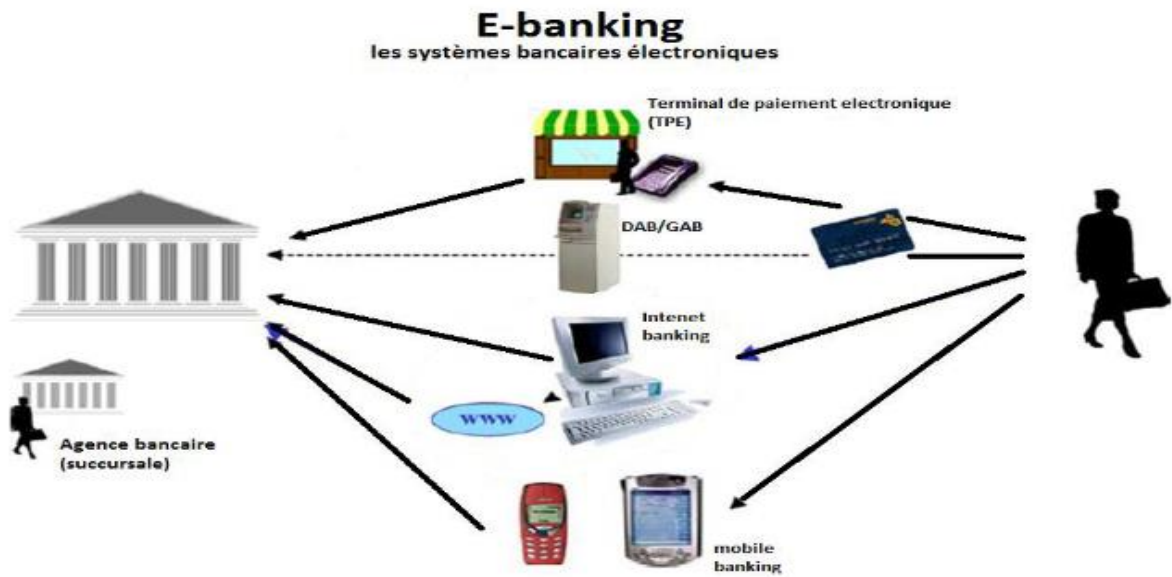 E-banking
les systèmes bancaires électroniques
Terminal de paiement electronique
(TPE)
DAB/GAB
Intenet
banking
www
Agence bancaire
(succursale)
mobile
banking